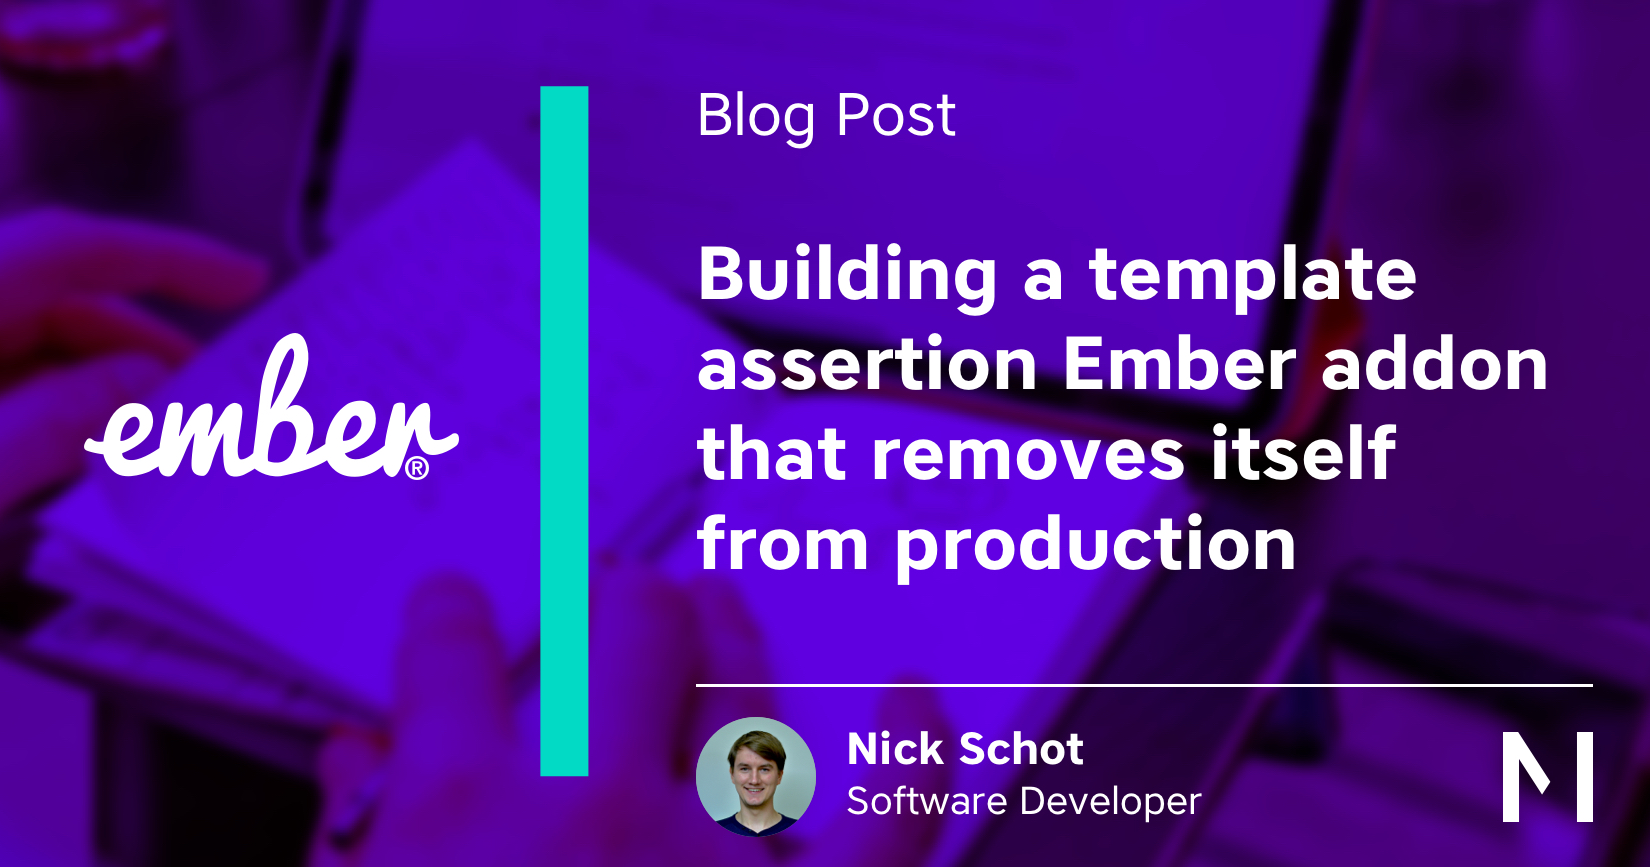 Blog Post
Building a template
assertion Ember addon
that removes itself
from production
ember®
Nick Schot
Software Developer